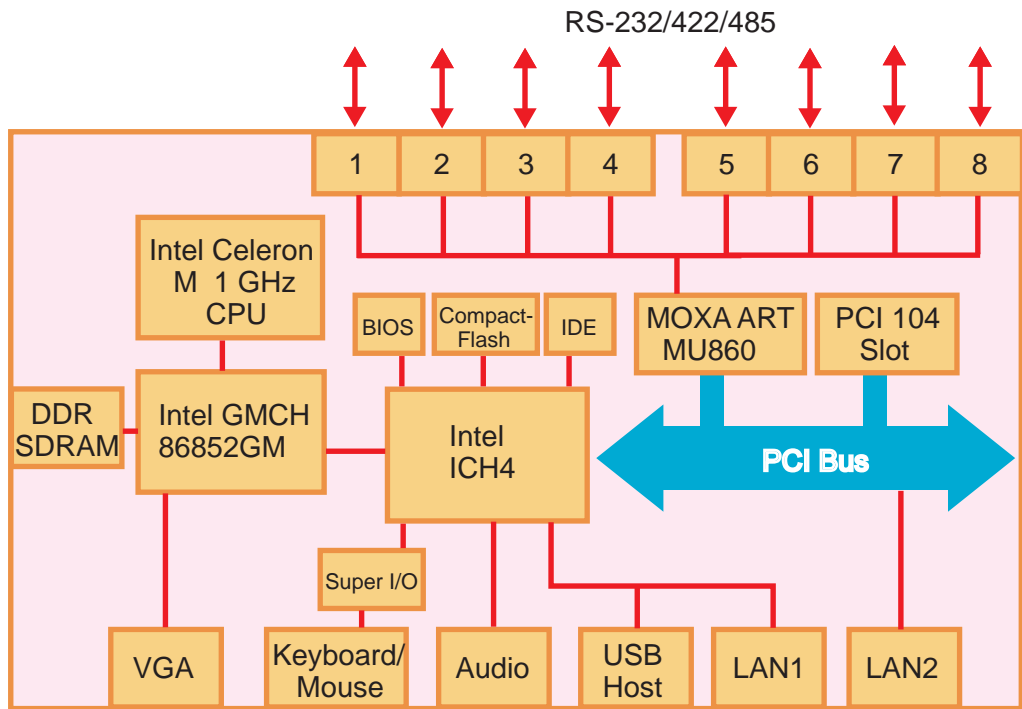 RS-232/422/485
1
2
3
4
5
6
7
8
Intel Celeron
M 1 GHz
CPU
BIOS
Compact-
Flash
IDE
MOXA ART
MU860
PCI 104
Slot
DDR
SDRAM
Intel GMCH
86852GM
Intel
ICH4
PCI Bus
Super I/O
VGA
Keyboard/
Mouse
Audio
USB
Host
LAN1
LAN2